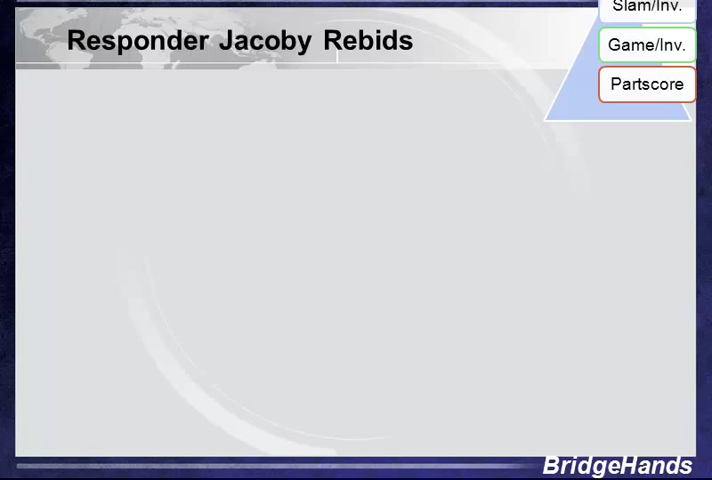 Responder Jacoby Rebids
Slam/Inv.
Game/Inv.
Partscore
BridgeHands